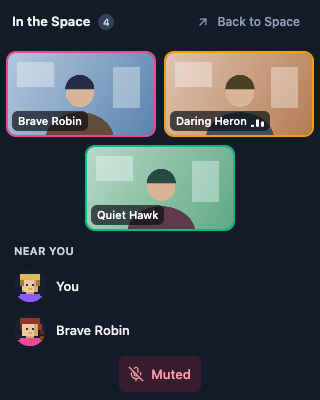 In the Space 4
Back to Space
Brave Robin
Daring Heron
Quiet Hawk
NEAR YOU
You
Brave Robin
Muted